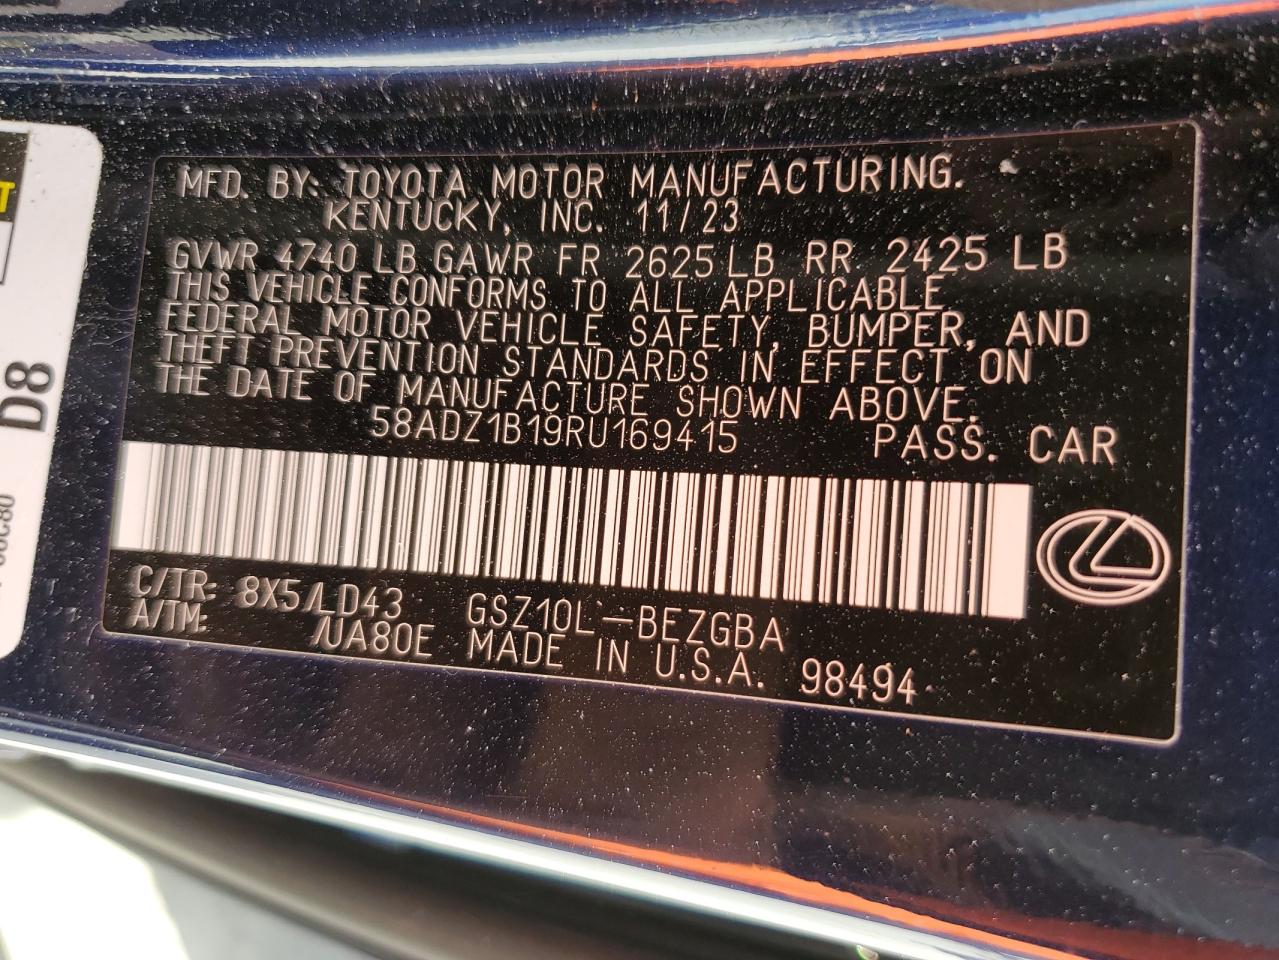 MFD. BY: TOYOTA MOTOR MANUFACTURING.
KENTUCKY, INC. 11/23
GVWR 4740 LB GAWR FR 2625 LB RR 2425 LB
THIS VEHICLE CONFORMS TO ALL APPLICABLE
FEDERAL MOTOR VEHICLE SAFETY, BUMPER, AND
THEFT PREVENTION STANDARDS IN EFFECT ON
THE DATE OF MANUFACTURE SHOWN ABOVE.
58ADZ1B19RU169415 PASS. CAR
C/TR: 8X5/LD43 GSZ10L-BEZGBA
A/TM: /UA80E MADE IN U.S.A. 98494
D8